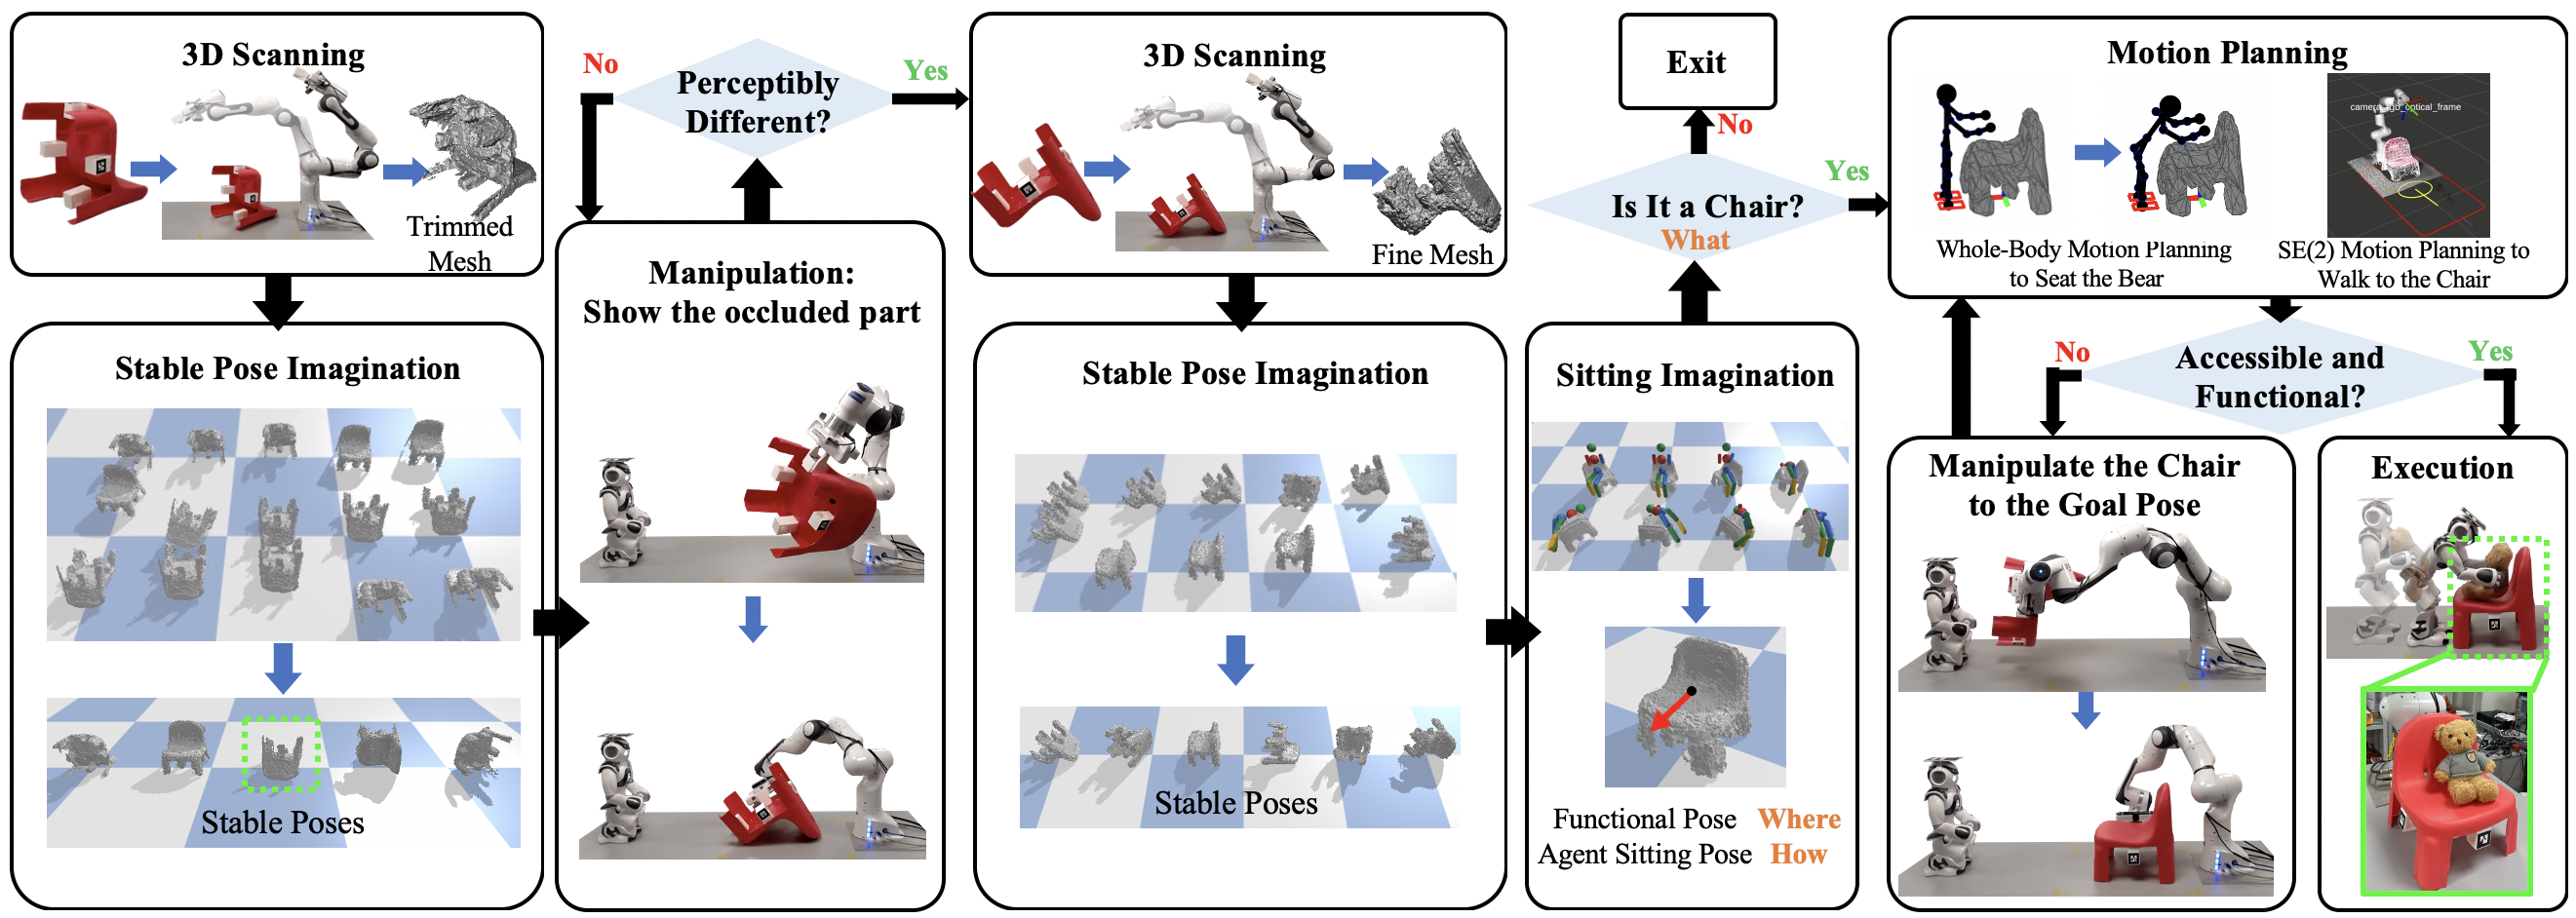 3D Scanning
Trimmed
Mesh
Stable Pose Imagination
Stable Poses
No
Perceptibly
Different?
Yes
Manipulation:
Show the occluded part
3D Scanning
Fine Mesh
Stable Pose Imagination
Stable Poses
Exit
No
Is It a Chair?
What
Yes
Sitting Imagination
Functional Pose Where
Agent Sitting Pose How
Motion Planning
camera_rgb_optical_frame
Whole-Body Motion Planning
to Seat the Bear
SE(2) Motion Planning to
Walk to the Chair
No
Accessible and
Functional?
Yes
Manipulate the Chair
to the Goal Pose
Execution